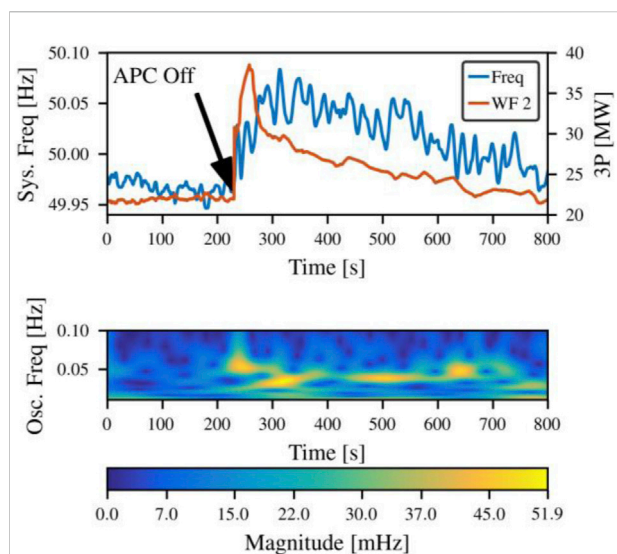 50.10
50.05
50.00
49.95
Sys. Freq [Hz]
APC Off
Freq
WF 2
40
35
30
25
20
3P [MW]
0 100 200 300 400 500 600 700 800
Time [s]
0.10
0.05
Osc. Freq [Hz]
0 100 200 300 400 500 600 700 800
Time [s]
0.0 7.0 15.0 22.0 30.0 37.0 45.0 51.9
Magnitude [mHz]